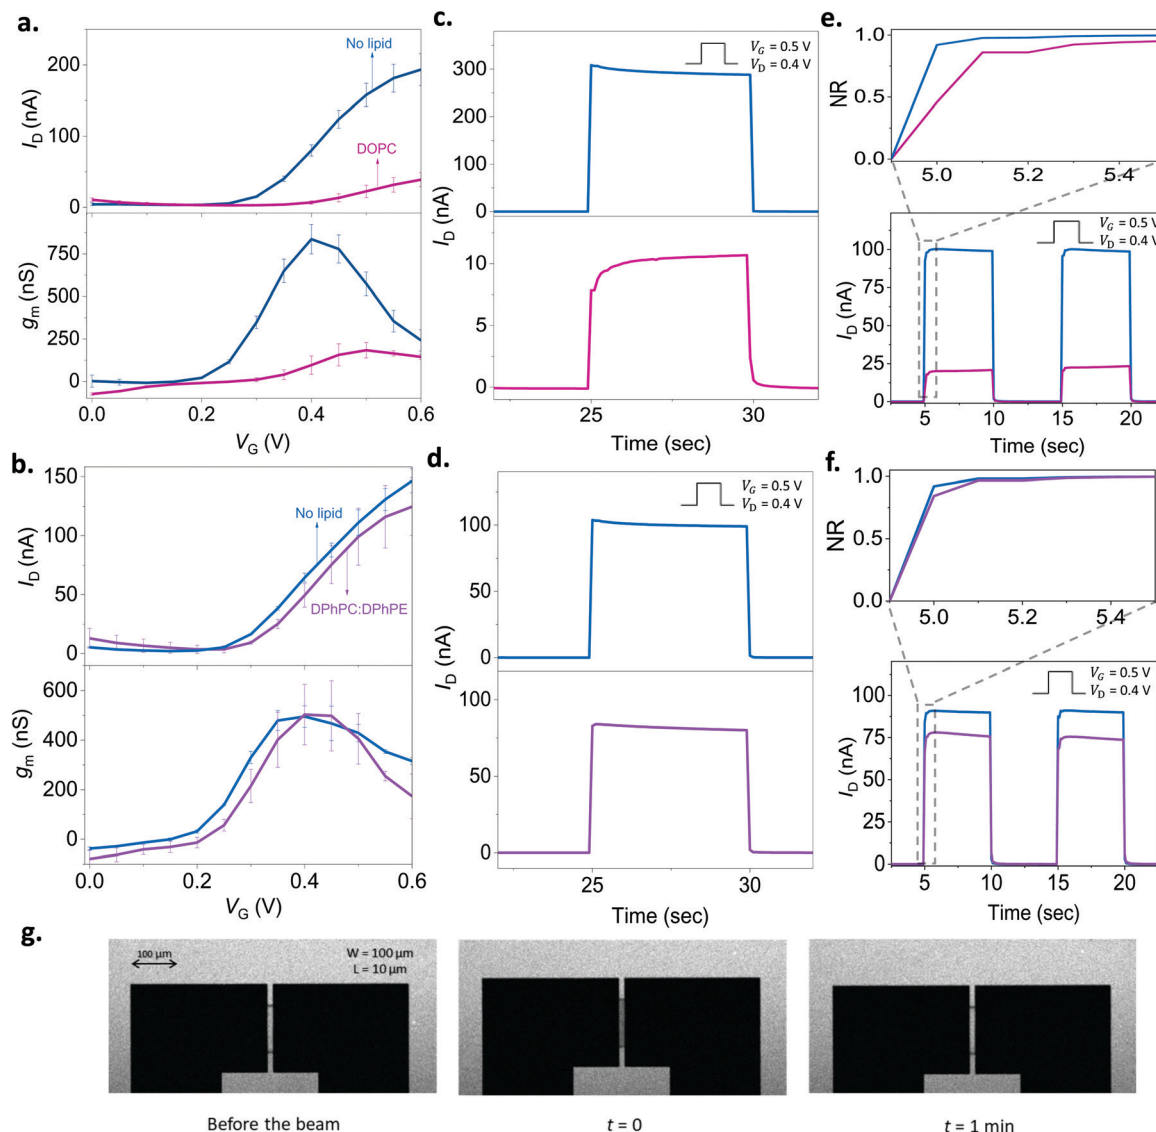 a.
No lipid
DOPC
200
100
0
I_D (nA)
750
500
250
0
g_m (nS)
0.0 0.2 0.4 0.6
V_G (V)
b.
No lipid
DPhPC:DPhPE
150
100
50
0
I_D (nA)
600
400
200
0
g_m (nS)
0.0 0.2 0.4 0.6
V_G (V)
c.
V_G = 0.5 V
V_D = 0.4 V
400
300
200
100
0
I_D (nA)
10
5
0
25 30
Time (sec)
d.
V_G = 0.5 V
V_D = 0.4 V
100
50
0
I_D (nA)
100
50
0
25 30
Time (sec)
e.
1.0
0.5
0.0
NR
5.0 5.2 5.4
V_G = 0.5 V
V_D = 0.4 V
100
75
50
25
0
I_D (nA)
5 10 15 20
Time (sec)
f.
1.0
0.5
0.0
NR
5.0 5.2 5.4
V_G = 0.5 V
V_D = 0.4 V
100
75
50
25
0
I_D (nA)
5 10 15 20
Time (sec)
g.
100 µm
W = 100 µm
L = 10 µm
Before the beam
t = 0
t = 1 min